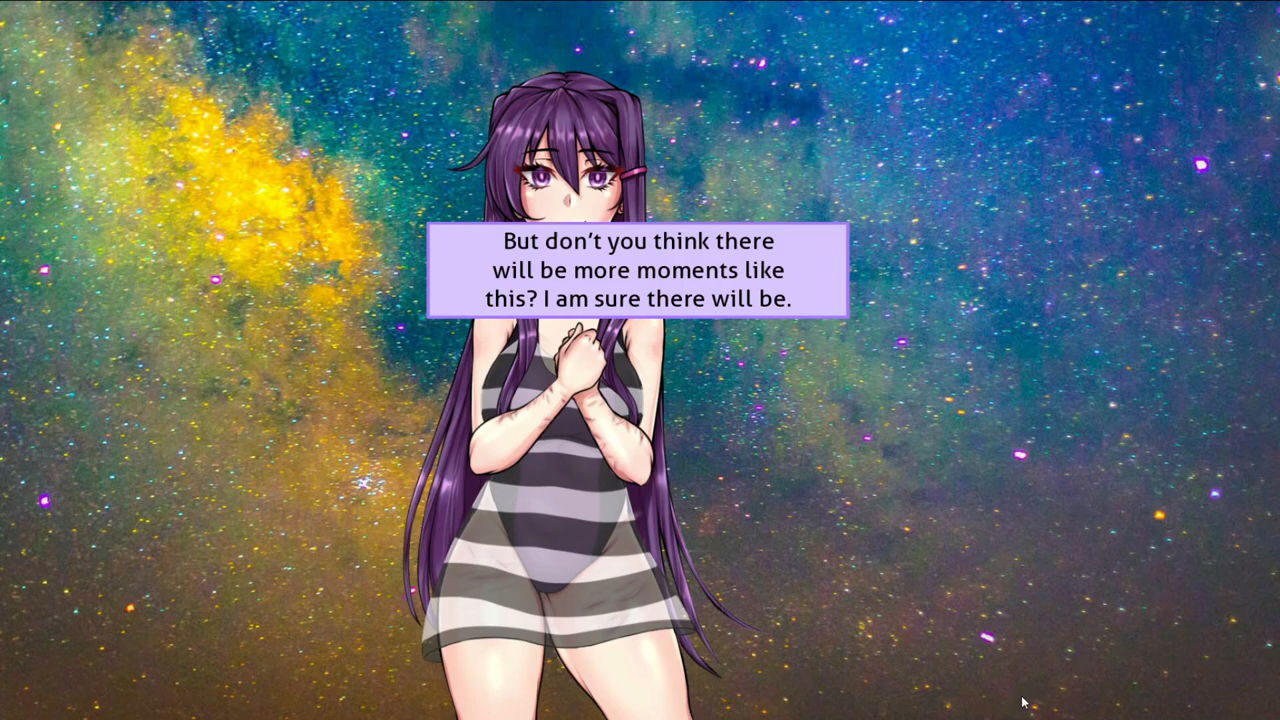 But don’t you think there
will be more moments like
this? I am sure there will be.